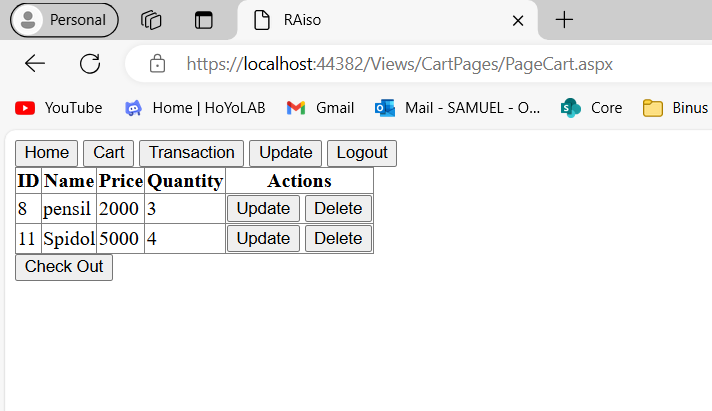 Personal RAiso
https://localhost:44382/Views/CartPages/PageCart.aspx
YouTube Home | HoYoLAB Gmail Mail - SAMUEL - O... Core Binus
Home Cart Transaction Update Logout
ID Name Price Quantity Actions
8 pensil 2000 3 Update Delete
11 Spidol 5000 4 Update Delete
Check Out